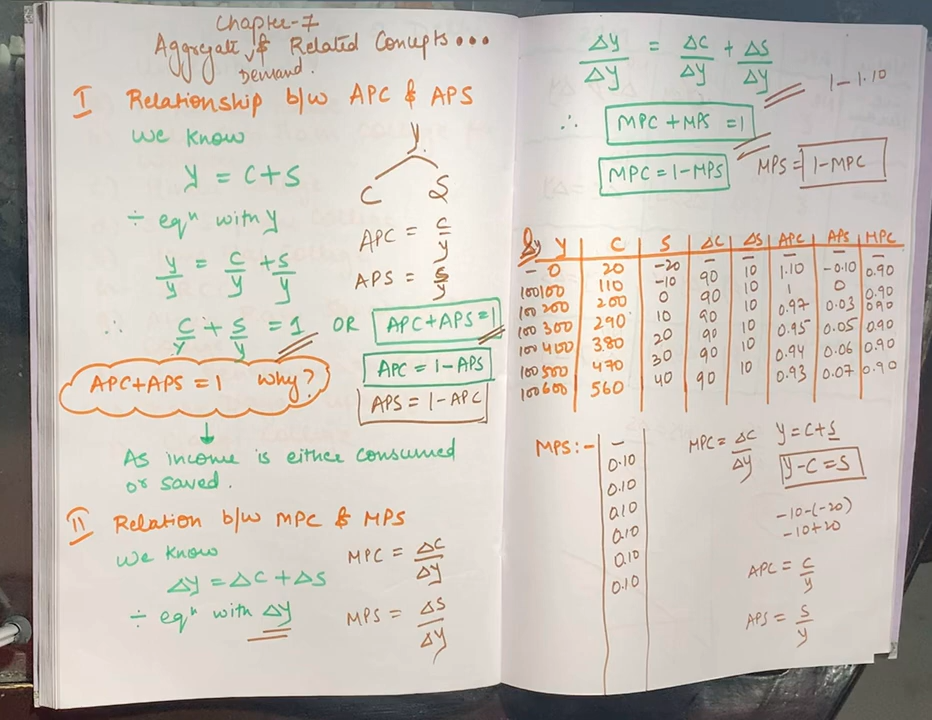 Chapter-7
Aggregate & Related Concepts...
Demand.
I Relationship b/w APC & APS
we know
y = C+S
÷ eqⁿ with y
y/y = C/y + S/y
∴ C/y + S/y = 1 OR APC+APS=1
APC = 1-APS
APS = 1-APC
y
C S
APC = C/y
APS = S/y
APC+APS = 1 why?
As income is either consumed
or saved.
II Relation b/w MPC & MPS
we know
Δy = ΔC + ΔS
÷ eqⁿ with Δy
MPC = ΔC/Δy
MPS = ΔS/Δy
Δy/Δy = ΔC/Δy + ΔS/Δy
1-1.10
∴ MPC + MPS = 1
MPC = 1-MPS MPS = 1-MPC
Δy y C S ΔC ΔS APC APS MPC
- 0 20 -20 - - - - -
100 100 110 -10 90 10 1.10 -0.10 0.90
100 200 200 0 90 10 1 0 0.90
100 300 290 10 90 10 0.97 0.03 0.90
100 400 380 20 90 10 0.95 0.05 0.90
100 500 470 30 90 10 0.94 0.06 0.90
100 600 560 40 90 10 0.93 0.07 0.90
MPS:- -
0.10
0.10
0.10
0.10
0.10
0.10
MPC = ΔC/Δy y = C+S
y-C=S
-10-(-20)
-10+20
APC = C/y
APS = S/y